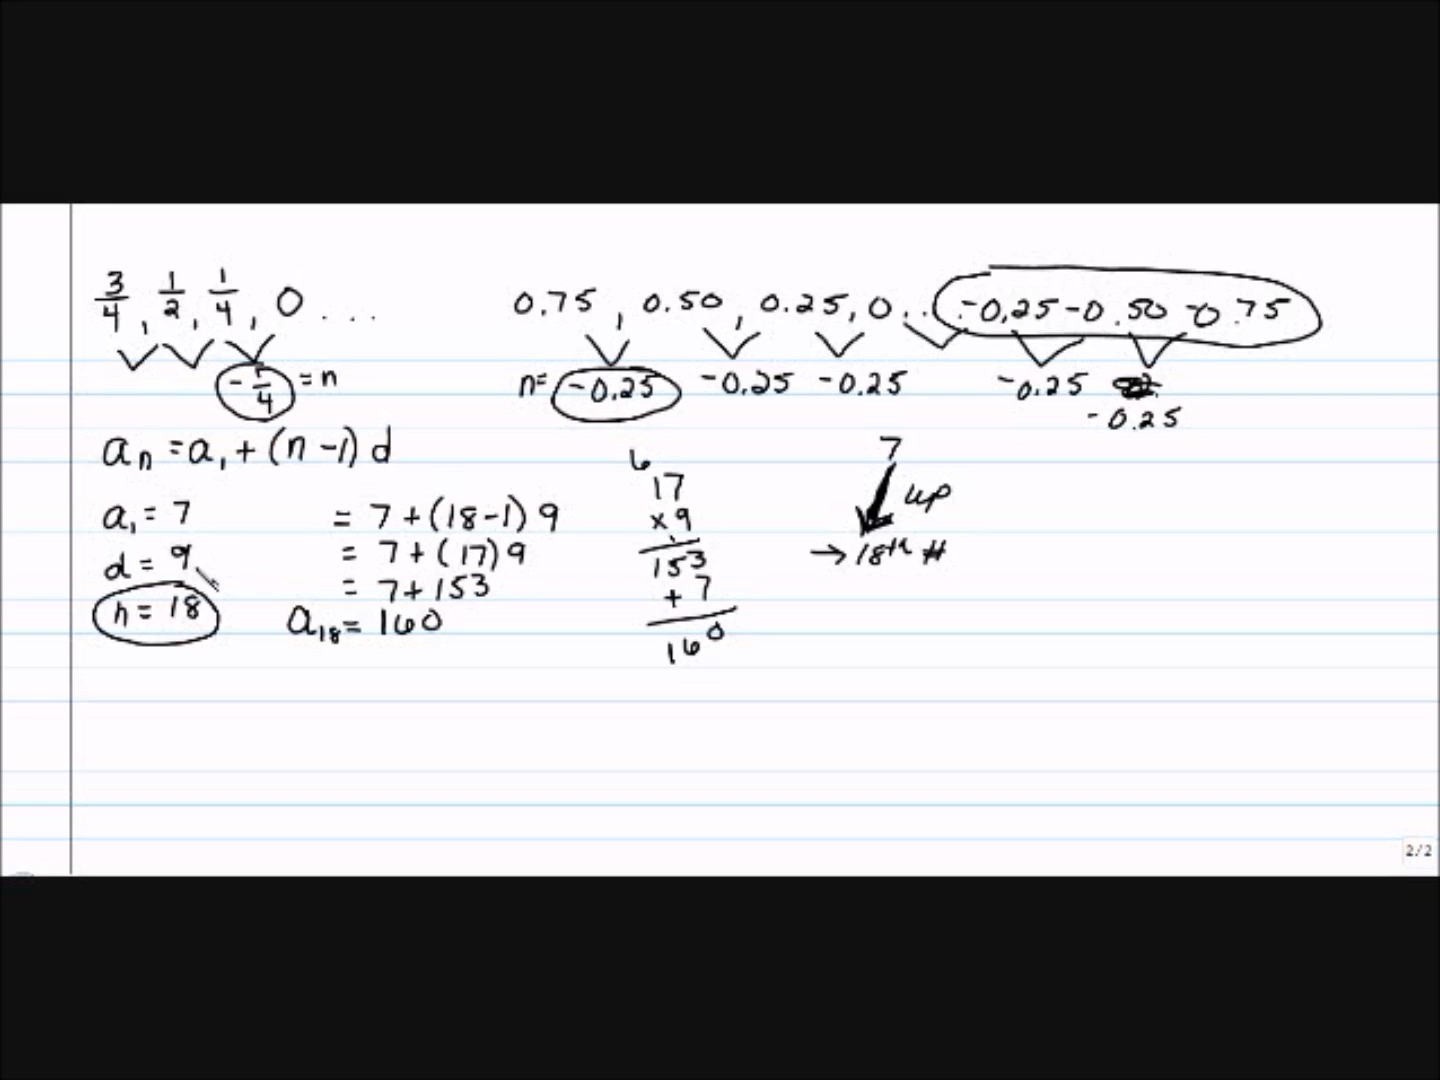 3/4, 1/2, 1/4, 0 ...
0.75, 0.50, 0.25, 0... -0.25 -0.50 -0.75
-1/4 = n
n= -0.25 -0.25 -0.25 -0.25
-0.25
an = a1 + (n-1) d
a1 = 7
d = 9
n = 18
= 7 + (18-1) 9
= 7 + (17) 9
= 7 + 153
a18 = 160
6
17
x 9
153
+ 7
160
7
up
→ 18th #
2/2